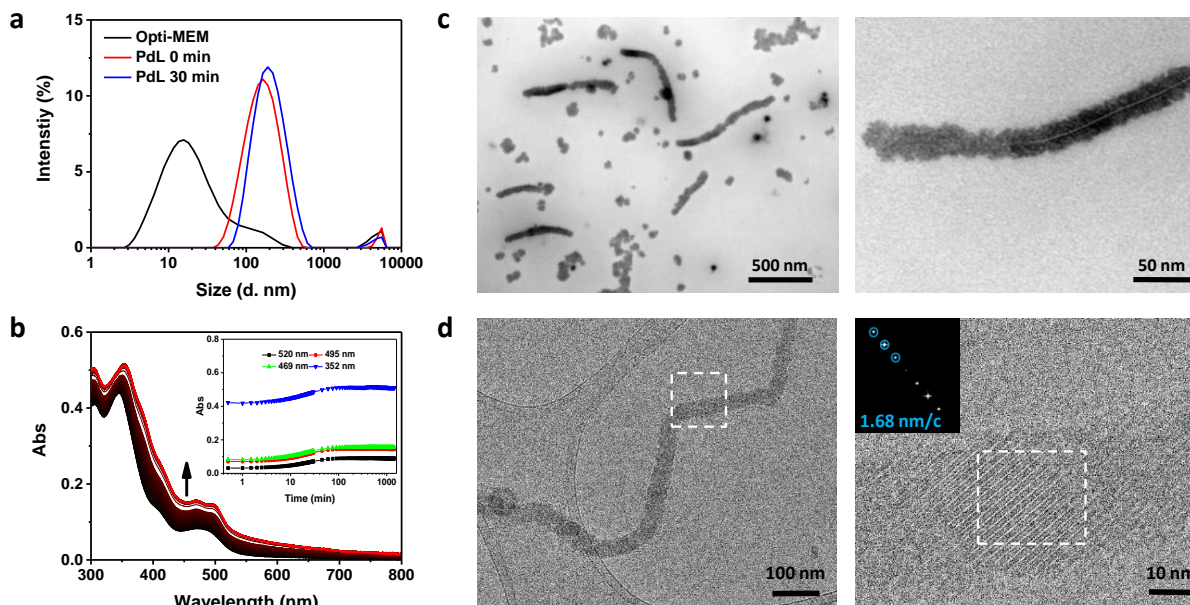 a
15
10
5
0
Intenstiy (%)
Opti-MEM
PdL 0 min
PdL 30 min
1 10 100 1000 10000
Size (d. nm)
b
0.6
0.4
0.2
0.0
Abs
300 400 500 600 700 800
Wavelength (nm)
0.8
0.6
0.4
0.2
0.0
Abs
520 nm 495 nm
469 nm 352 nm
1 10 100 1000
Time (min)
c
500 nm
50 nm
d
100 nm
1.68 nm/c
10 nm